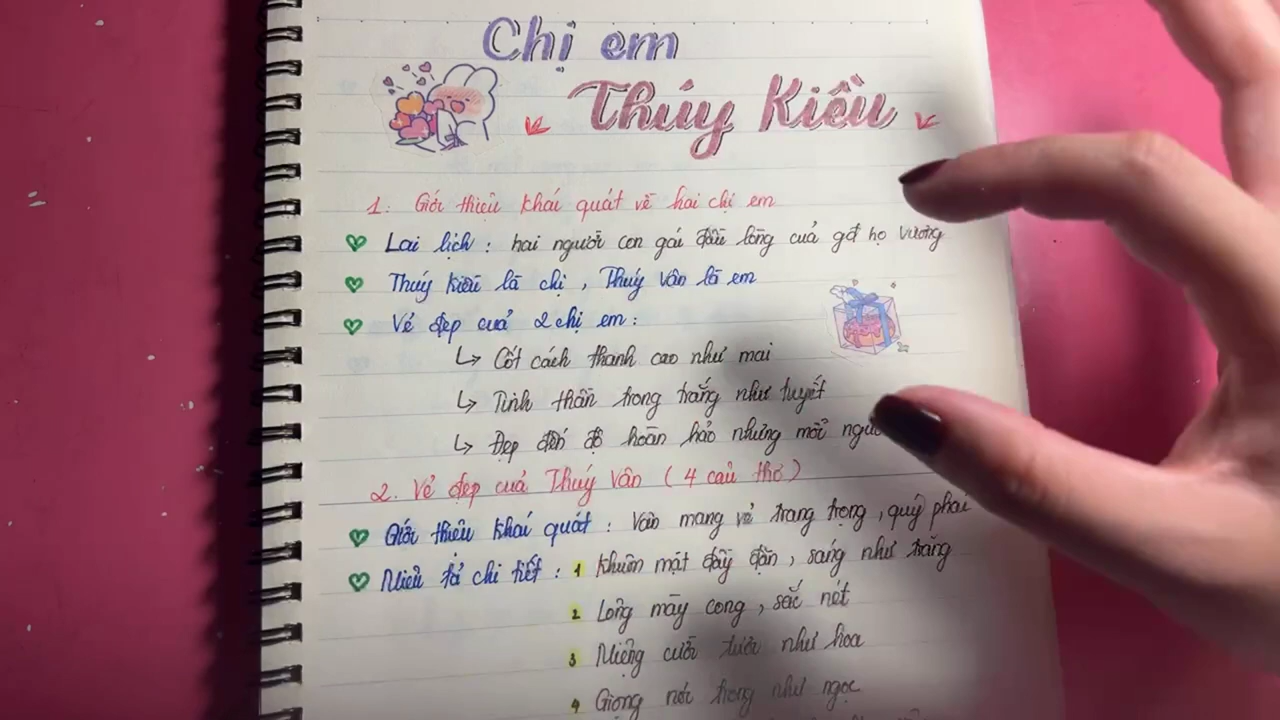 Chị em
Thúy Kiều
1. Giới thiệu khái quát về hai chị em
Lai lịch : hai người con gái đầu lòng của gđ họ Vương
Thúy Kiều là chị , Thúy Vân là em
Vẻ đẹp của 2 chị em :
↳ Cốt cách thanh cao như mai
↳ Tinh thần trong trắng như tuyết
↳ Đẹp đến độ hoàn hảo nhưng mỗi
2. Vẻ đẹp của Thúy Vân ( 4 câu thơ )
Giới thiệu khái quát : Vân mang vẻ trang trọng , quý phái
Miêu tả chi tiết : 1 Khuôn mặt đầy đặn , sáng như trăng
2 Lông mày cong , sắc nét
3 Miệng cười tươi như hoa
4 Giọng nói trong như ngọc